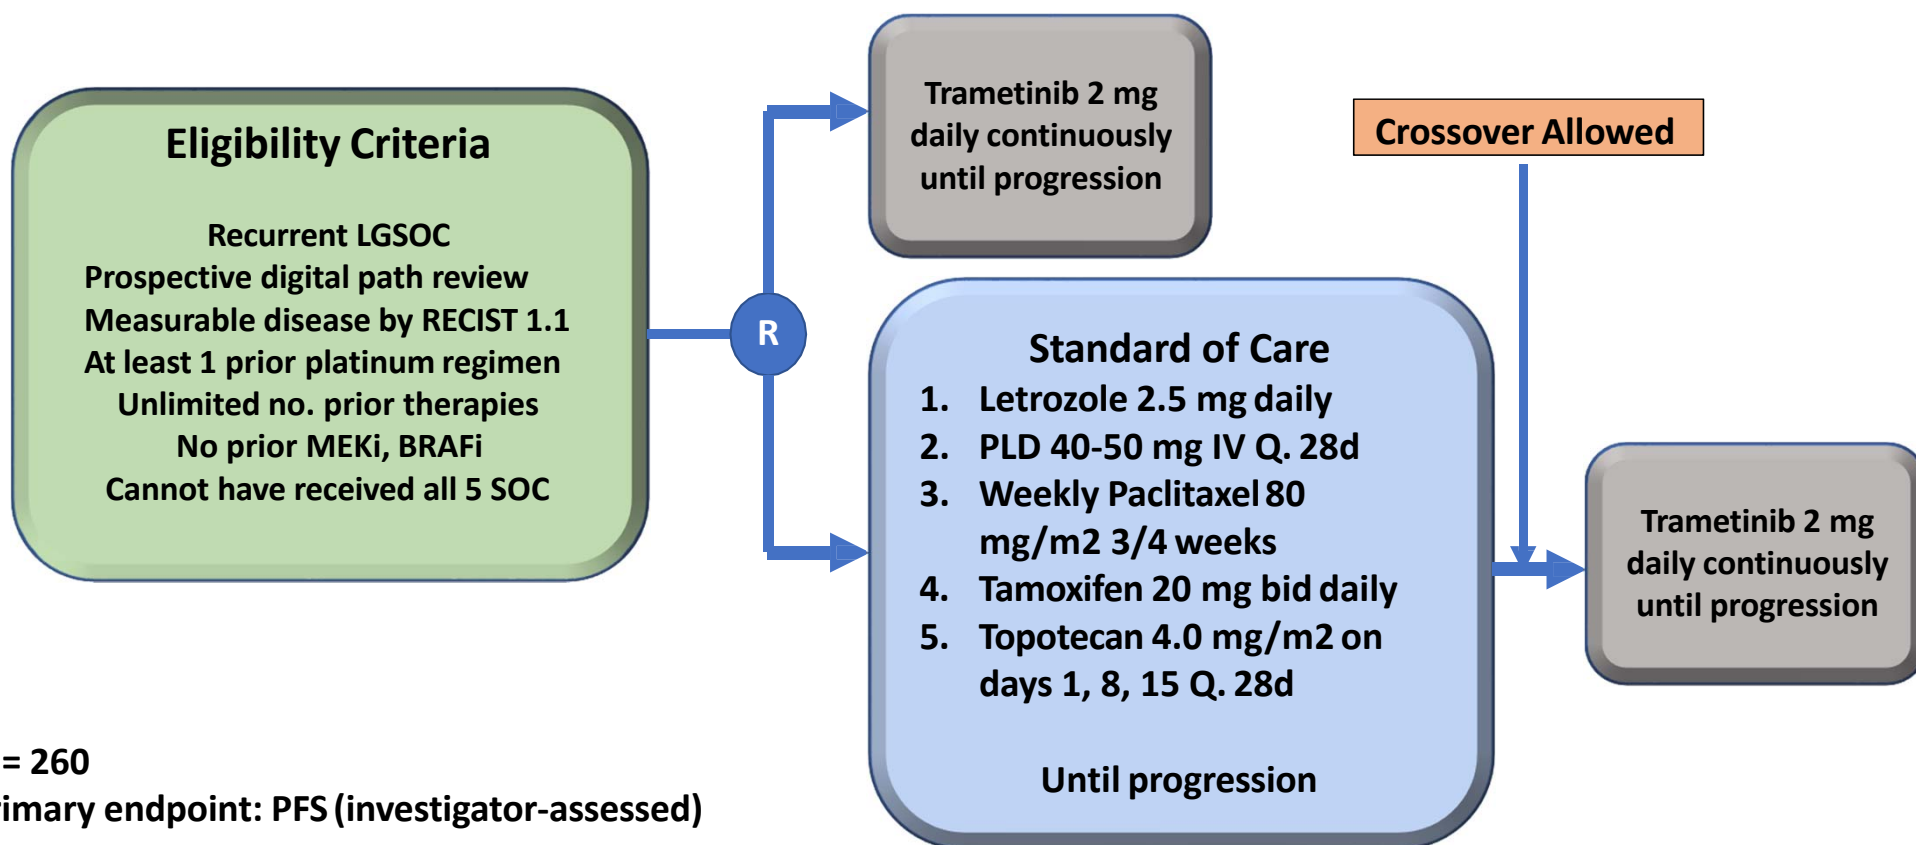 Eligibility Criteria
Recurrent LGSOC
Prospective digital path review
Measurable disease by RECIST 1.1
At least 1 prior platinum regimen
Unlimited no. prior therapies
No prior MEKi, BRAFi
Cannot have received all 5 SOC
R
Trametinib 2 mg
daily continuously
until progression
Standard of Care
1. Letrozole 2.5 mg daily
2. PLD 40-50 mg IV Q. 28d
3. Weekly Paclitaxel 80
mg/m2 3/4 weeks
4. Tamoxifen 20 mg bid daily
5. Topotecan 4.0 mg/m2 on
days 1, 8, 15 Q. 28d
Until progression
Crossover Allowed
Trametinib 2 mg
daily continuously
until progression
= 260
rimary endpoint: PFS (investigator-assessed)